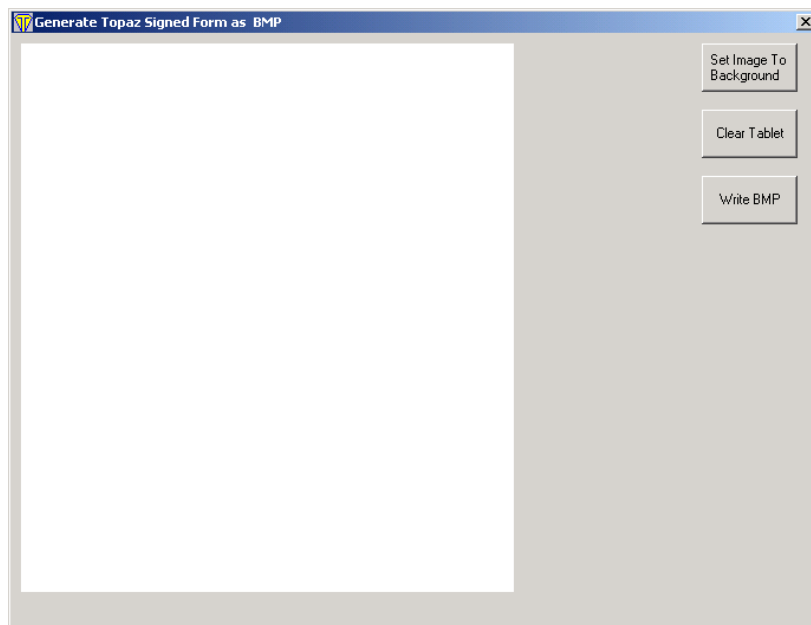 Generate Topaz Signed Form as BMP
Set Image To
Background
Clear Tablet
Write BMP